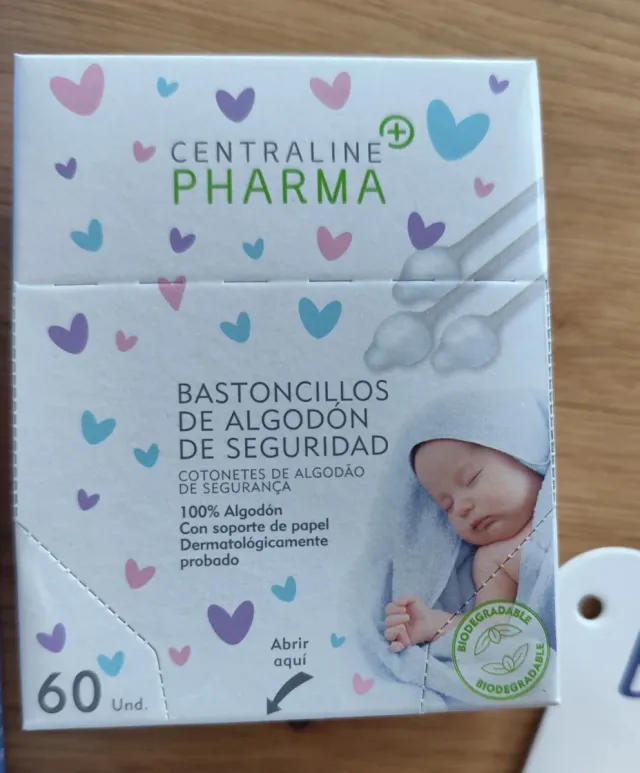 CENTRALINE
PHARMA
BASTONCILLOS
DE ALGODÓN
DE SEGURIDAD
COTONETES DE ALGODÃO
DE SEGURANÇA
100% Algodón
Con soporte de papel
Dermatológicamente
probado
BIODEGRADABLE
BIODEGRADABLE
Abrir
aquí
60 Und.